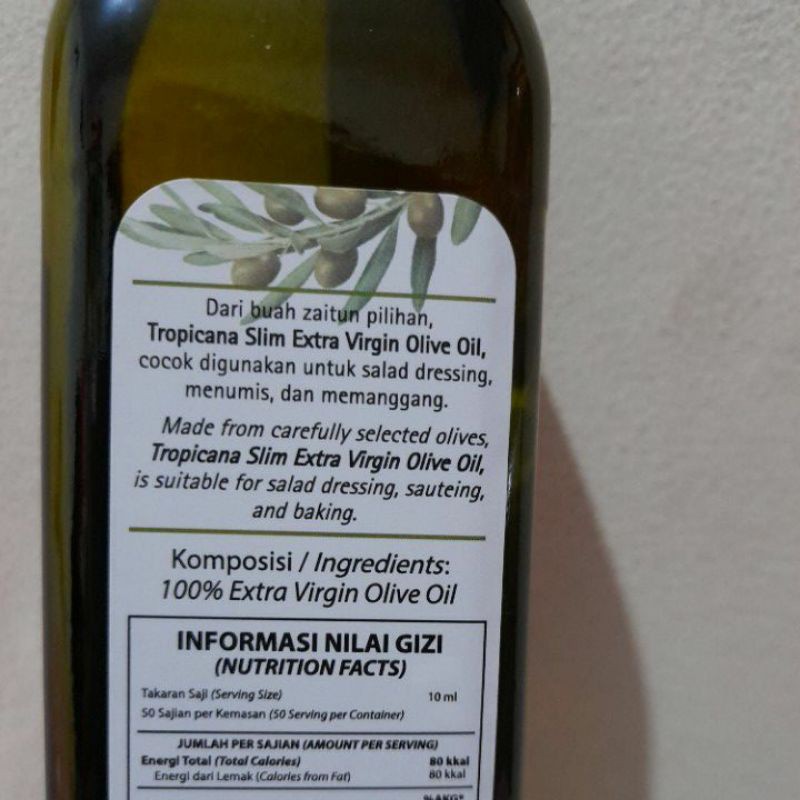 Dari buah zaitun pilihan,
Tropicana Slim Extra Virgin Olive Oil,
cocok digunakan untuk salad dressing,
menumis, dan memanggang.
Made from carefully selected olives,
Tropicana Slim Extra Virgin Olive Oil,
is suitable for salad dressing, sauteing,
and baking.
Komposisi / Ingredients:
100% Extra Virgin Olive Oil
INFORMASI NILAI GIZI
(NUTRITION FACTS)
Takaran Saji (Serving Size) 10 ml
50 Sajian per Kemasan (50 Serving per Container)
JUMLAH PER SAJIAN (AMOUNT PER SERVING)
Energi Total (Total Calories) 80 kkal
Energi dari Lemak (Calories from Fat) 80 kkal
%AKG*